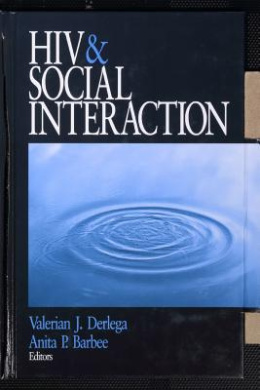 HIV &
SOCIAL
INTERACTION
Valerian J. Derlega
Anita P. Barbee
Editors